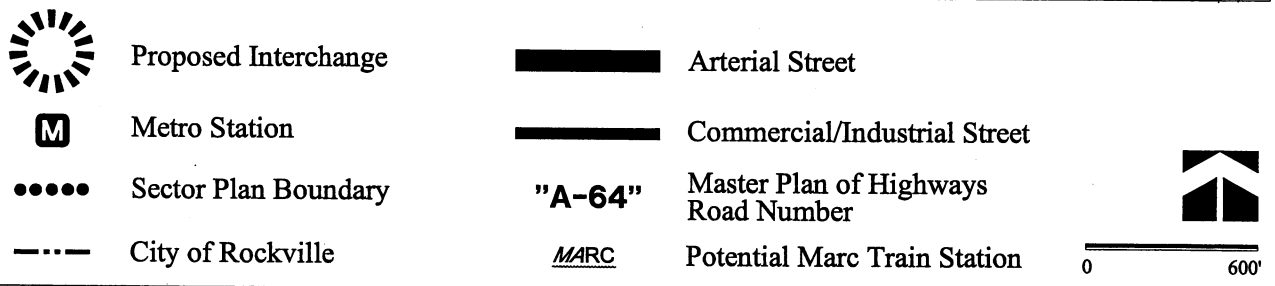 Proposed Interchange
Arterial Street
M Metro Station
Commercial/Industrial Street
Sector Plan Boundary
"A-64" Master Plan of Highways
Road Number
City of Rockville
MARC Potential Marc Train Station
0 600'